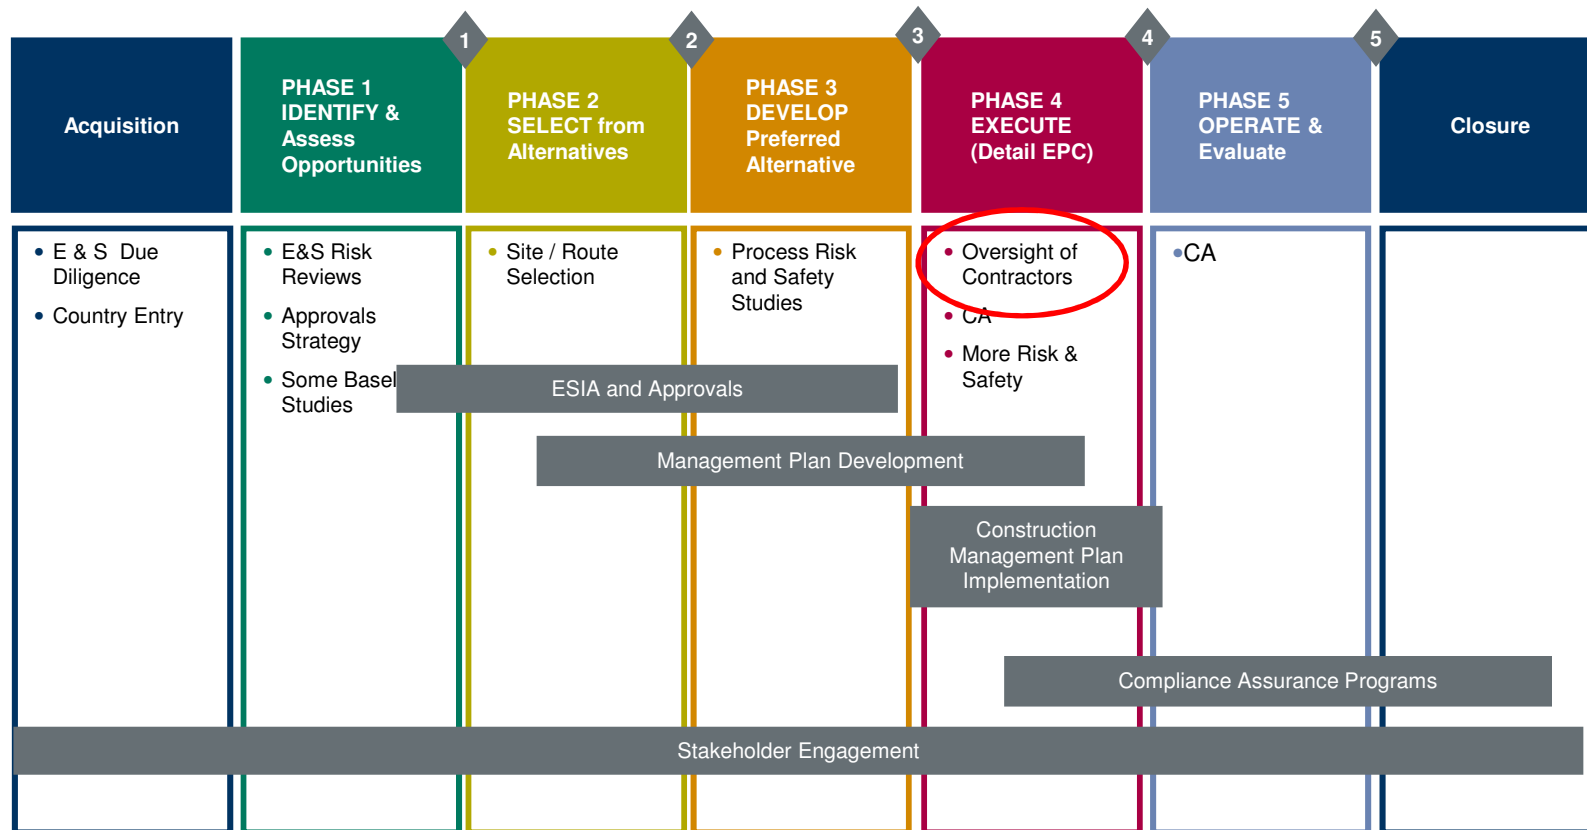 1
2
3
4
5
Acquisition
PHASE 1
IDENTIFY &
Assess
Opportunities
PHASE 2
SELECT from
Alternatives
PHASE 3
DEVELOP
Preferred
Alternative
PHASE 4
EXECUTE
(Detail EPC)
PHASE 5
OPERATE &
Evaluate
Closure
• E & S Due
Diligence
• Country Entry
• E&S Risk
Reviews
• Approvals
Strategy
• Some Basel
Studies
• Site / Route
Selection
• Process Risk
and Safety
Studies
• Oversight of
Contractors
• CA
• More Risk &
Safety
•CA
ESIA and Approvals
Management Plan Development
Construction
Management Plan
Implementation
Compliance Assurance Programs
Stakeholder Engagement